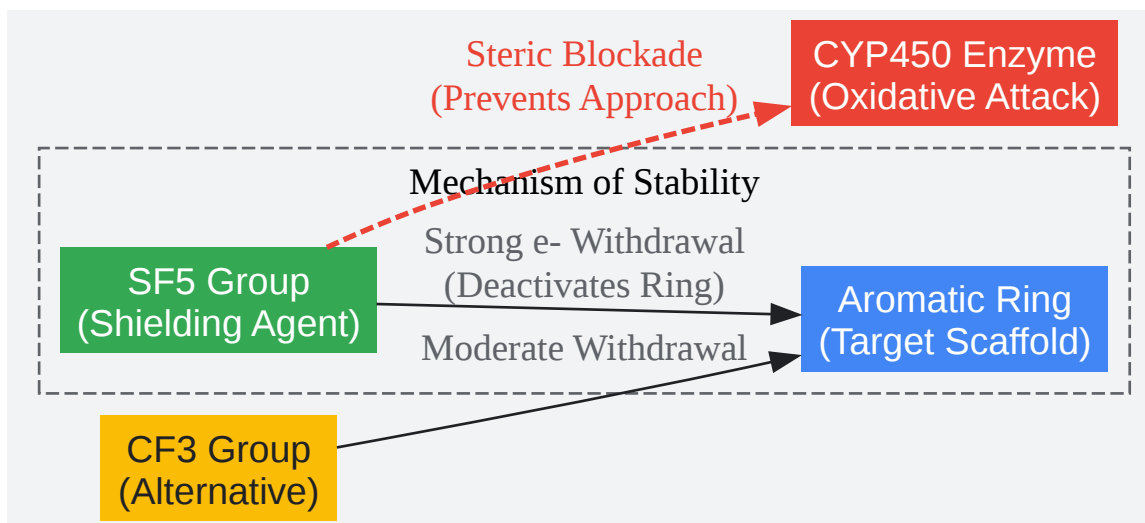 Steric Blockade
(Prevents Approach)
CYP450 Enzyme
(Oxidative Attack)
Mechanism of Stability
SF5 Group
(Shielding Agent)
Strong e- Withdrawal
(Deactivates Ring)
Aromatic Ring
(Target Scaffold)
Moderate Withdrawal
CF3 Group
(Alternative)